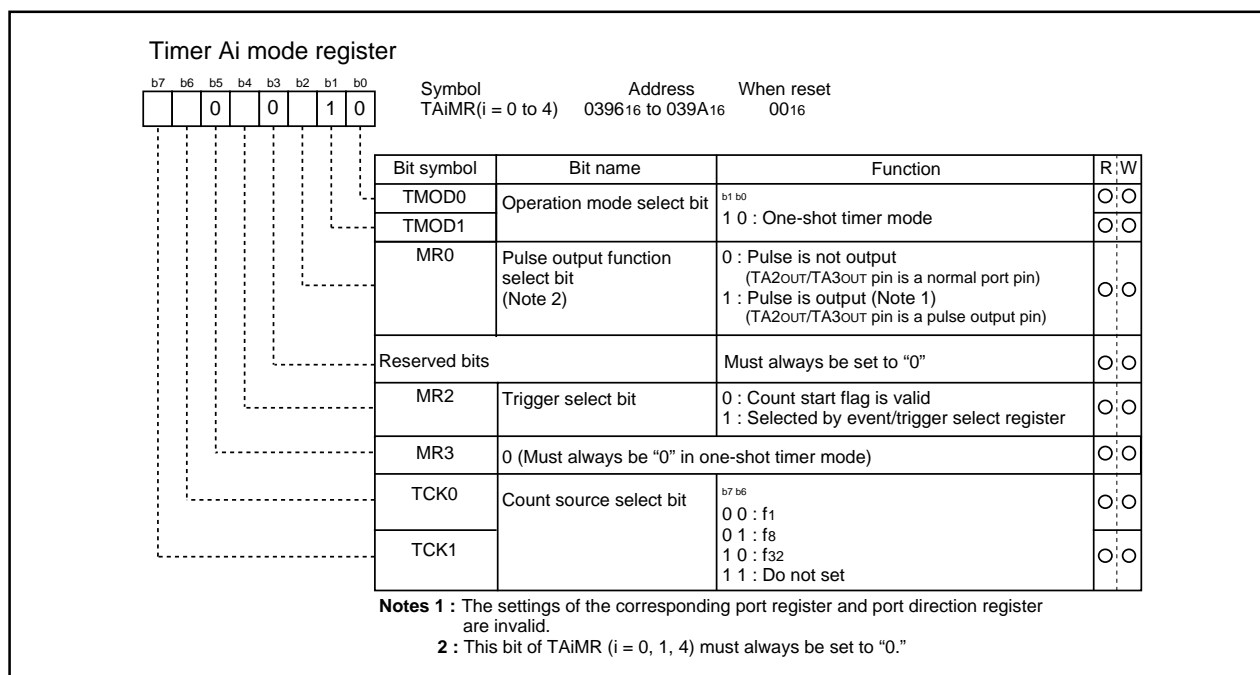 Timer Ai mode register
b7 b6 b5 b4 b3 b2 b1 b0
0 0 1 0
Symbol Address When reset
TAiMR(i = 0 to 4) 039616 to 039A16 0016
Bit symbol Bit name Function R W
TMOD0 Operation mode select bit b1 b0
TMOD1 1 0 : One-shot timer mode
MR0 Pulse output function 0 : Pulse is not output
select bit (TA2OUT/TA3OUT pin is a normal port pin)
(Note 2) 1 : Pulse is output (Note 1)
(TA2OUT/TA3OUT pin is a pulse output pin)
Reserved bits Must always be set to “0”
MR2 Trigger select bit 0 : Count start flag is valid
1 : Selected by event/trigger select register
MR3 0 (Must always be “0” in one-shot timer mode)
TCK0 Count source select bit b7 b6
0 0 : f1
0 1 : f8
TCK1 1 0 : f32
1 1 : Do not set
Notes 1 : The settings of the corresponding port register and port direction register
are invalid.
2 : This bit of TAiMR (i = 0, 1, 4) must always be set to “0.”